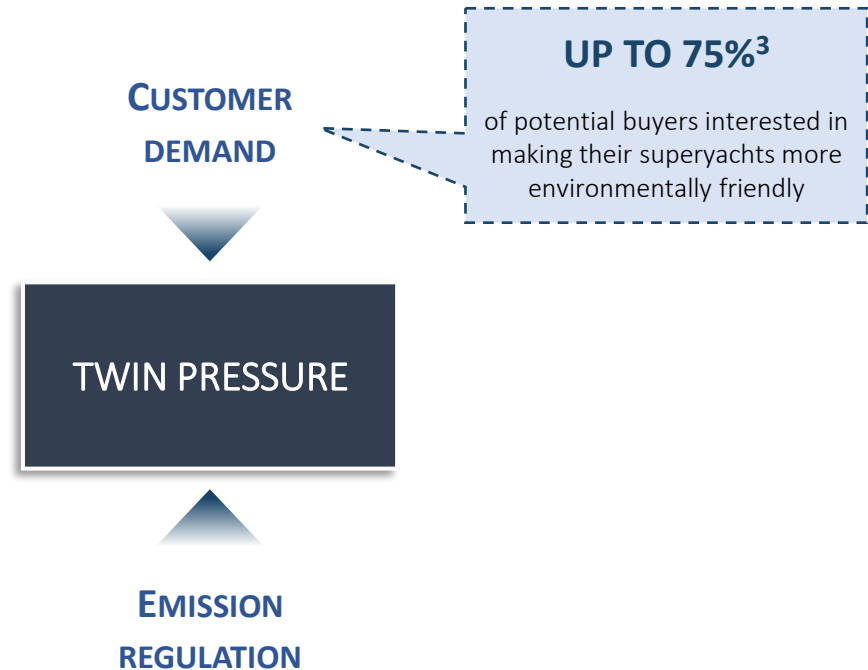 UP TO 75%³
CUSTOMER
DEMAND
of potential buyers interested in
making their superyachts more
environmentally friendly
TWIN PRESSURE
EMISSION
REGULATION